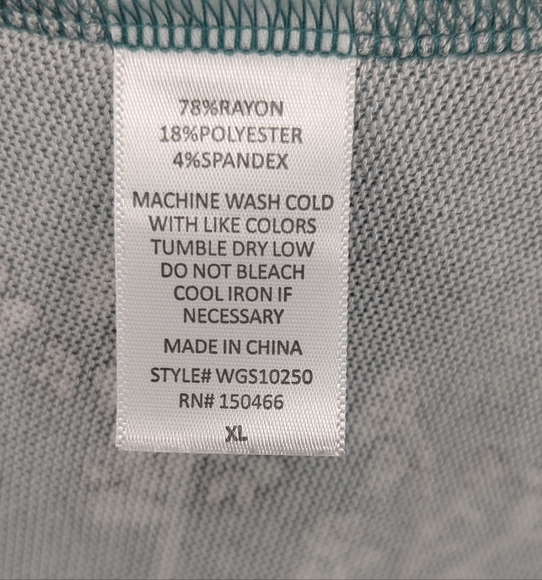 78%RAYON
18%POLYESTER
4%SPANDEX
MACHINE WASH COLD
WITH LIKE COLORS
TUMBLE DRY LOW
DO NOT BLEACH
COOL IRON IF
NECESSARY
MADE IN CHINA
STYLE# WGS10250
RN# 150466
XL